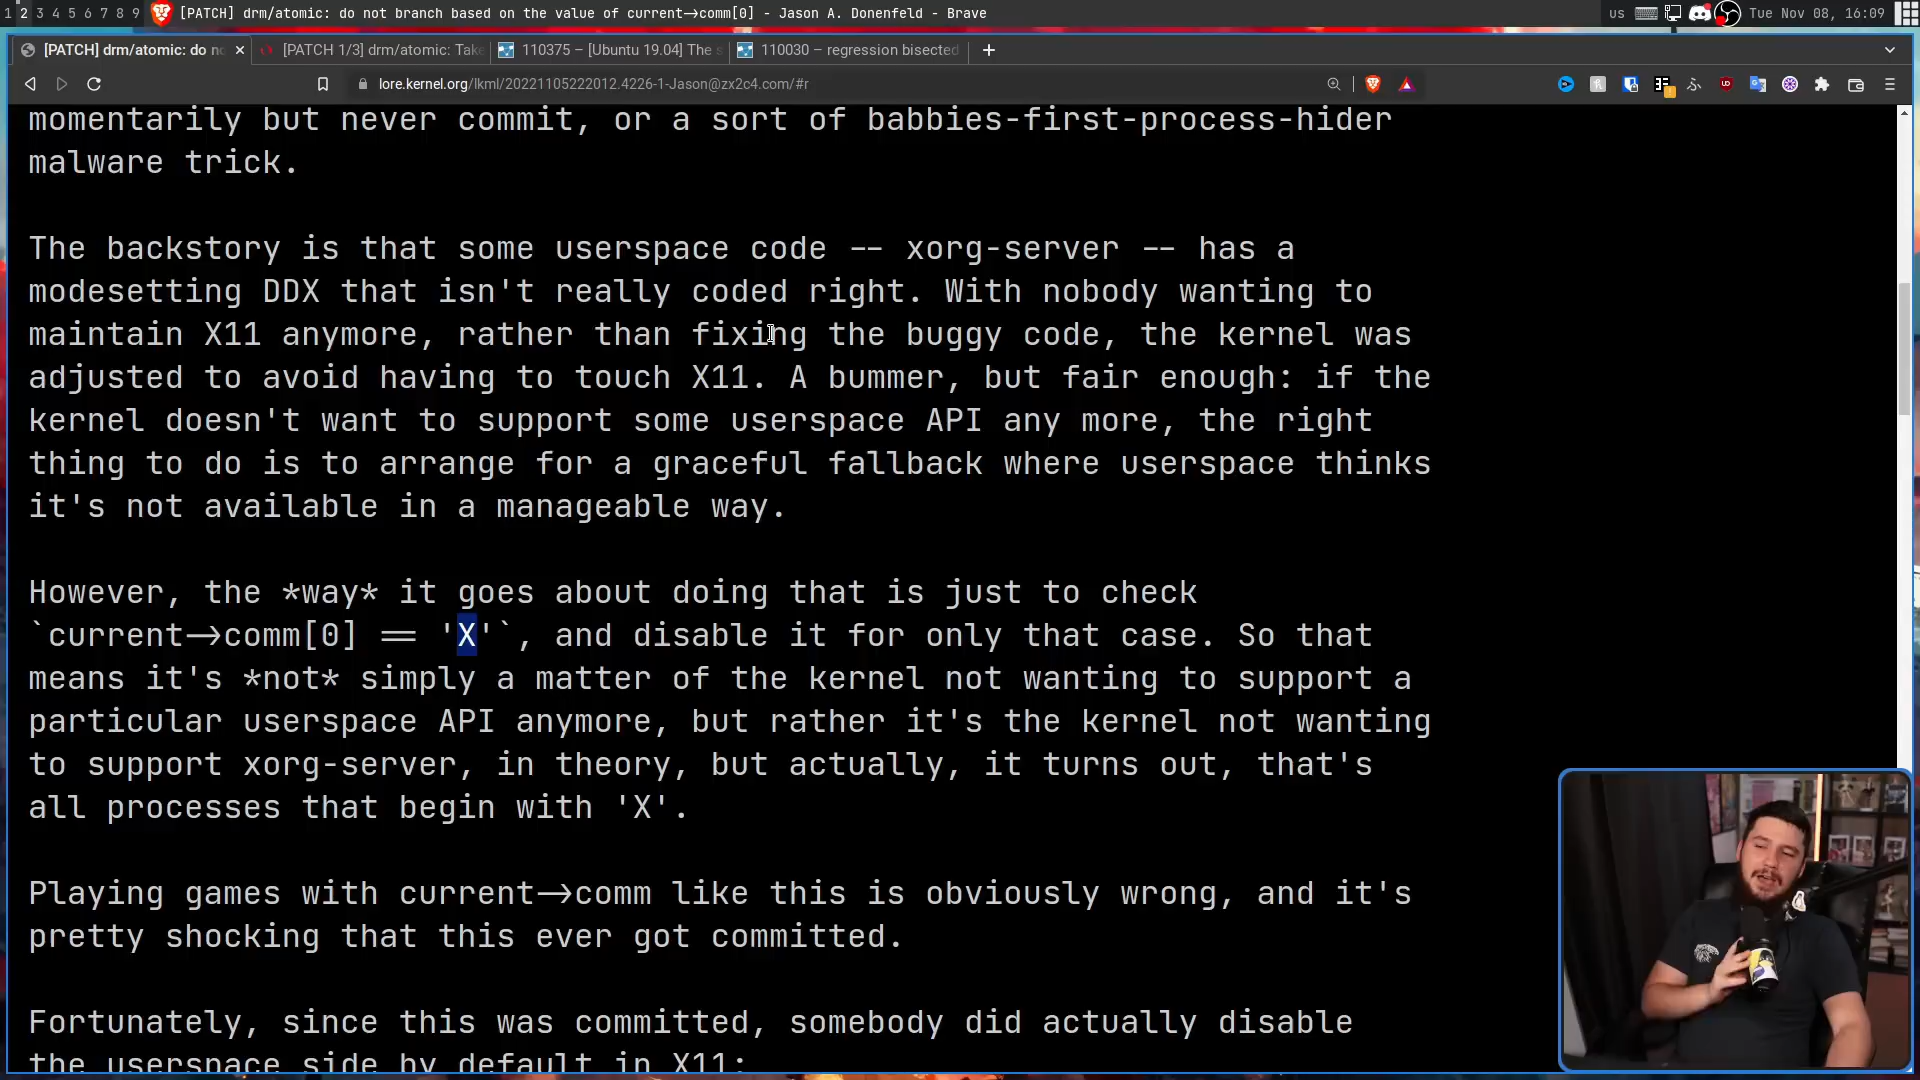 1 2 3 4 5 6 7 8 9 [PATCH] drm/atomic: do not branch based on the value of current->comm[0] - Jason A. Donenfeld - Brave
us Tue Nov 08, 16:09
[PATCH] drm/atomic: do no
[PATCH 1/3] drm/atomic: Take
110375 – [Ubuntu 19.04] The s
110030 – regression bisected
lore.kernel.org/lkml/20221105222012.4226-1-Jason@zx2c4.com/#r
momentarily but never commit, or a sort of babbies-first-process-hider
malware trick.
The backstory is that some userspace code -- xorg-server -- has a
modesetting DDX that isn't really coded right. With nobody wanting to
maintain X11 anymore, rather than fixing the buggy code, the kernel was
adjusted to avoid having to touch X11. A bummer, but fair enough: if the
kernel doesn't want to support some userspace API any more, the right
thing to do is to arrange for a graceful fallback where userspace thinks
it's not available in a manageable way.
However, the *way* it goes about doing that is just to check
`current->comm[0] == 'X'`, and disable it for only that case. So that
means it's *not* simply a matter of the kernel not wanting to support a
particular userspace API anymore, but rather it's the kernel not wanting
to support xorg-server, in theory, but actually, it turns out, that's
all processes that begin with 'X'.
Playing games with current->comm like this is obviously wrong, and it's
pretty shocking that this ever got committed.
Fortunately, since this was committed, somebody did actually disable
the userspace side by default in X11: